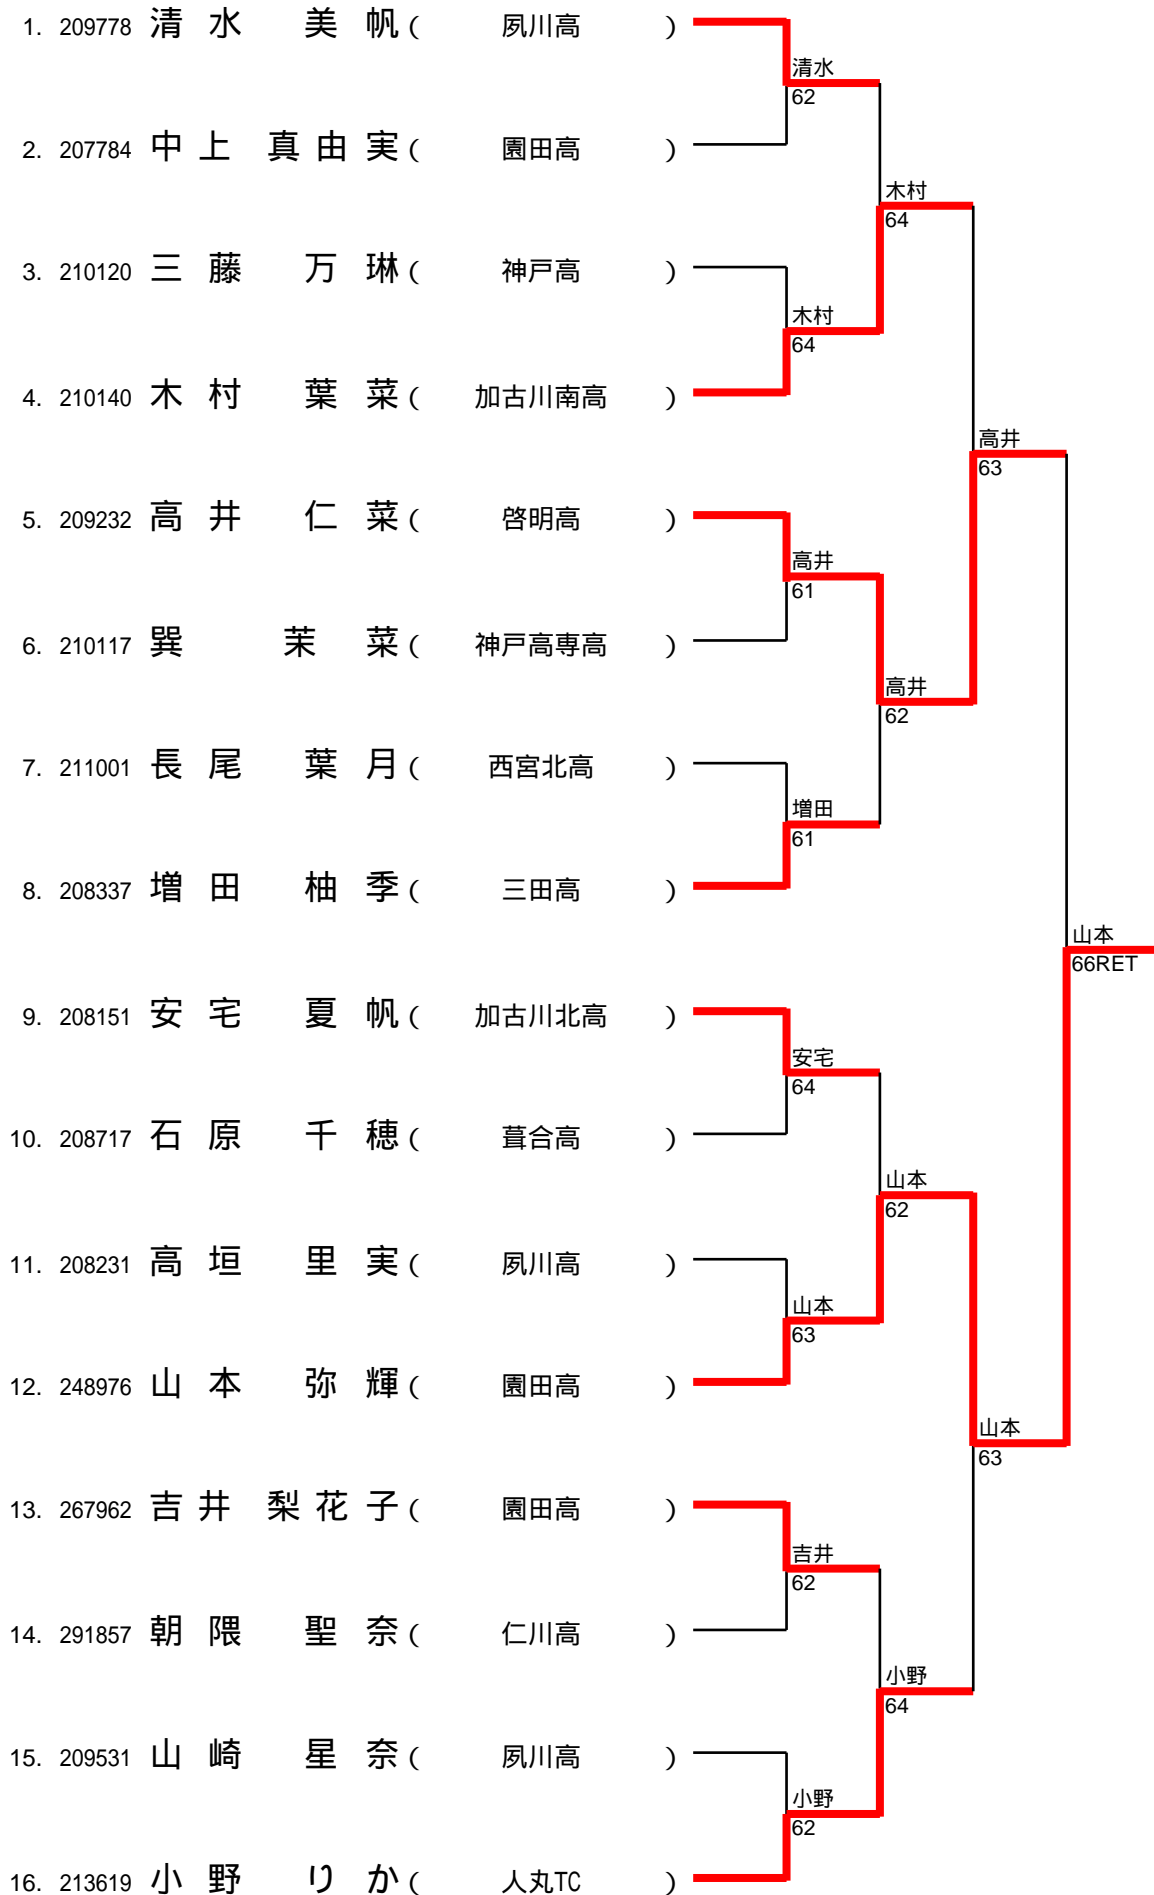 1. 209778 清水 美帆 ( 夙川高 )
清水
62
2. 207784 中上 真由実 ( 園田高 )
木村
64
3. 210120 三藤 万琳 ( 神戸高 )
木村
64
4. 210140 木村 葉菜 ( 加古川南高 )
高井
63
5. 209232 高井 仁菜 ( 啓明高 )
高井
61
6. 210117 巽 茉菜 ( 神戸高専高 )
高井
62
7. 211001 長尾 葉月 ( 西宮北高 )
増田
61
8. 208337 増田 柚季 ( 三田高 )
山本
66RET
9. 208151 安宅 夏帆 ( 加古川北高 )
安宅
64
10. 208717 石原 千穂 ( 葺合高 )
山本
62
11. 208231 高垣 里実 ( 夙川高 )
山本
63
12. 248976 山本 弥輝 ( 園田高 )
山本
63
13. 267962 吉井 梨花子 ( 園田高 )
吉井
62
14. 291857 朝隈 聖奈 ( 仁川高 )
小野
64
15. 209531 山崎 星奈 ( 夙川高 )
小野
62
16. 213619 小野 りか ( 人丸TC )